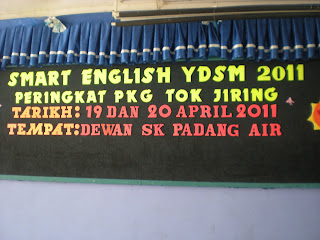 SMART ENGLISH YDSM 2011
PERINGKAT PKG TOK JIRING
TARIKH: 19 DAN 20 APRIL 2011
TEMPAT:DEWAN SK PADANG AIR